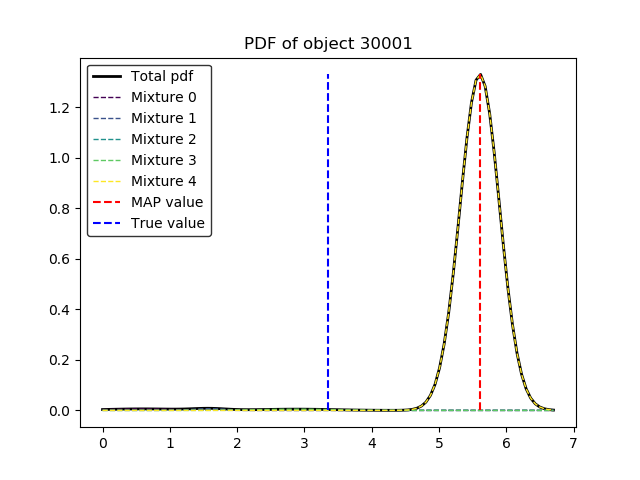 PDF of object 30001
Total pdf
Mixture 0
Mixture 1
Mixture 2
Mixture 3
Mixture 4
MAP value
True value
1.2
1.0
0.8
0.6
0.4
0.2
0.0
0 1 2 3 4 5 6 7